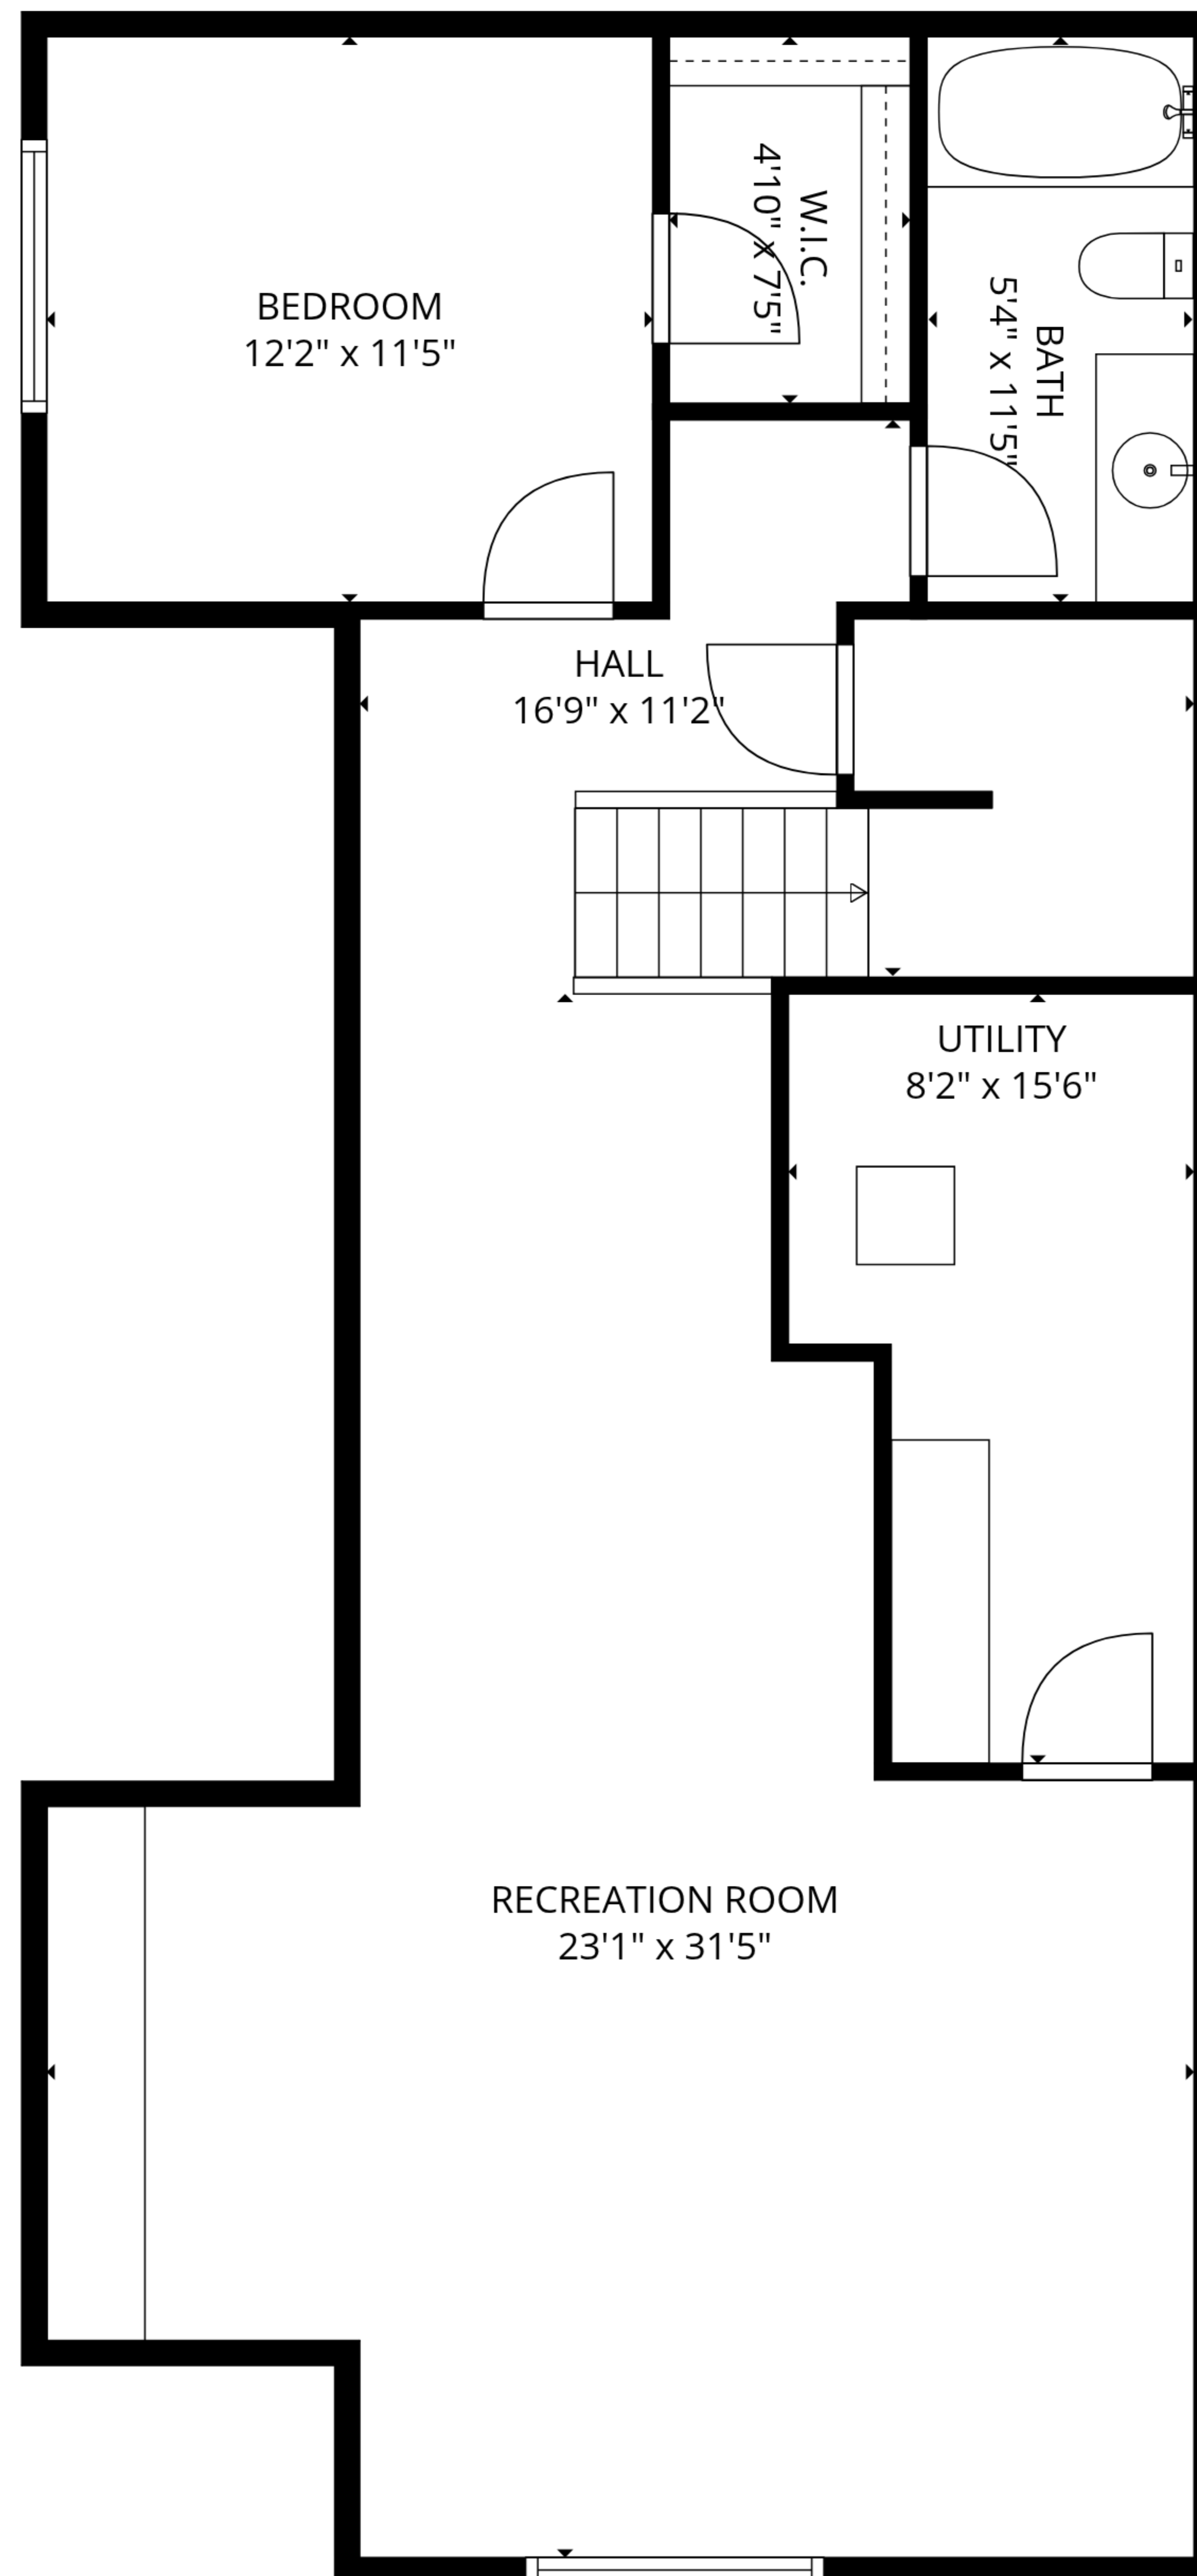 BEDROOM
12'2" x 11'5"
W.I.C.
4'10" x 7'5"
BATH
5'4" x 11'5"
HALL
16'9" x 11'2"
UTILITY
8'2" x 15'6"
RECREATION ROOM
23'1" x 31'5"